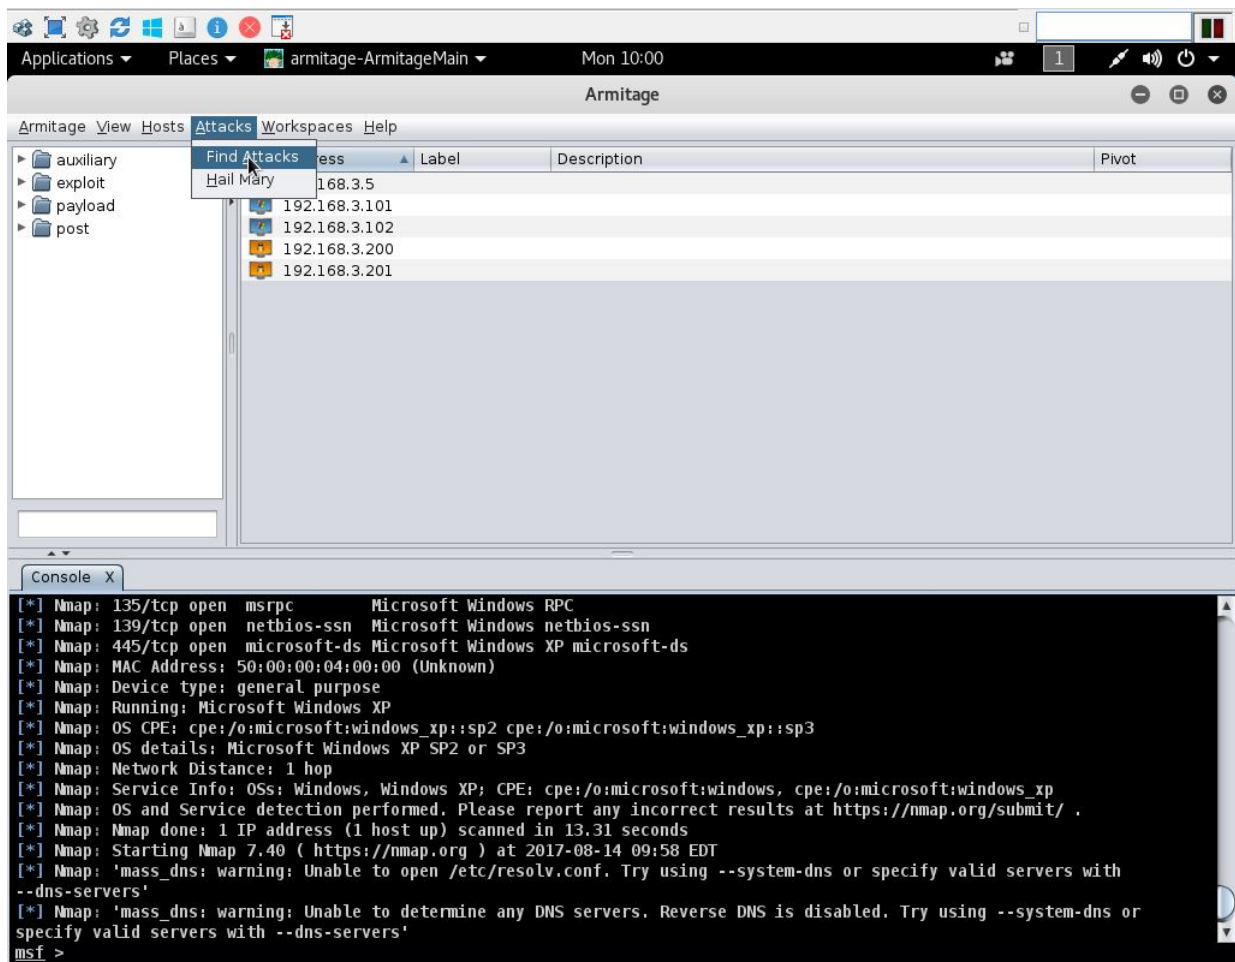 Applications Places armitage-ArmitageMain Mon 10:00 1
Armitage
Armitage View Hosts Attacks Workspaces Help
auxiliary
exploit
payload
post
Find Attacks
Hail Mary
ress Label Description Pivot
168.3.5
192.168.3.101
192.168.3.102
192.168.3.200
192.168.3.201
Console X
[*] Nmap: 135/tcp open  msrpc        Microsoft Windows RPC
[*] Nmap: 139/tcp open  netbios-ssn  Microsoft Windows netbios-ssn
[*] Nmap: 445/tcp open  microsoft-ds Microsoft Windows XP microsoft-ds
[*] Nmap: MAC Address: 50:00:00:04:00:00 (Unknown)
[*] Nmap: Device type: general purpose
[*] Nmap: Running: Microsoft Windows XP
[*] Nmap: OS CPE: cpe:/o:microsoft:windows_xp::sp2 cpe:/o:microsoft:windows_xp::sp3
[*] Nmap: OS details: Microsoft Windows XP SP2 or SP3
[*] Nmap: Network Distance: 1 hop
[*] Nmap: Service Info: OSs: Windows, Windows XP; CPE: cpe:/o:microsoft:windows, cpe:/o:microsoft:windows_xp
[*] Nmap: OS and Service detection performed. Please report any incorrect results at https://nmap.org/submit/ .
[*] Nmap: Nmap done: 1 IP address (1 host up) scanned in 13.31 seconds
[*] Nmap: Starting Nmap 7.40 ( https://nmap.org ) at 2017-08-14 09:58 EDT
[*] Nmap: 'mass_dns: warning: Unable to open /etc/resolv.conf. Try using --system-dns or specify valid servers with
--dns-servers'
[*] Nmap: 'mass_dns: warning: Unable to determine any DNS servers. Reverse DNS is disabled. Try using --system-dns or
specify valid servers with --dns-servers'
msf >